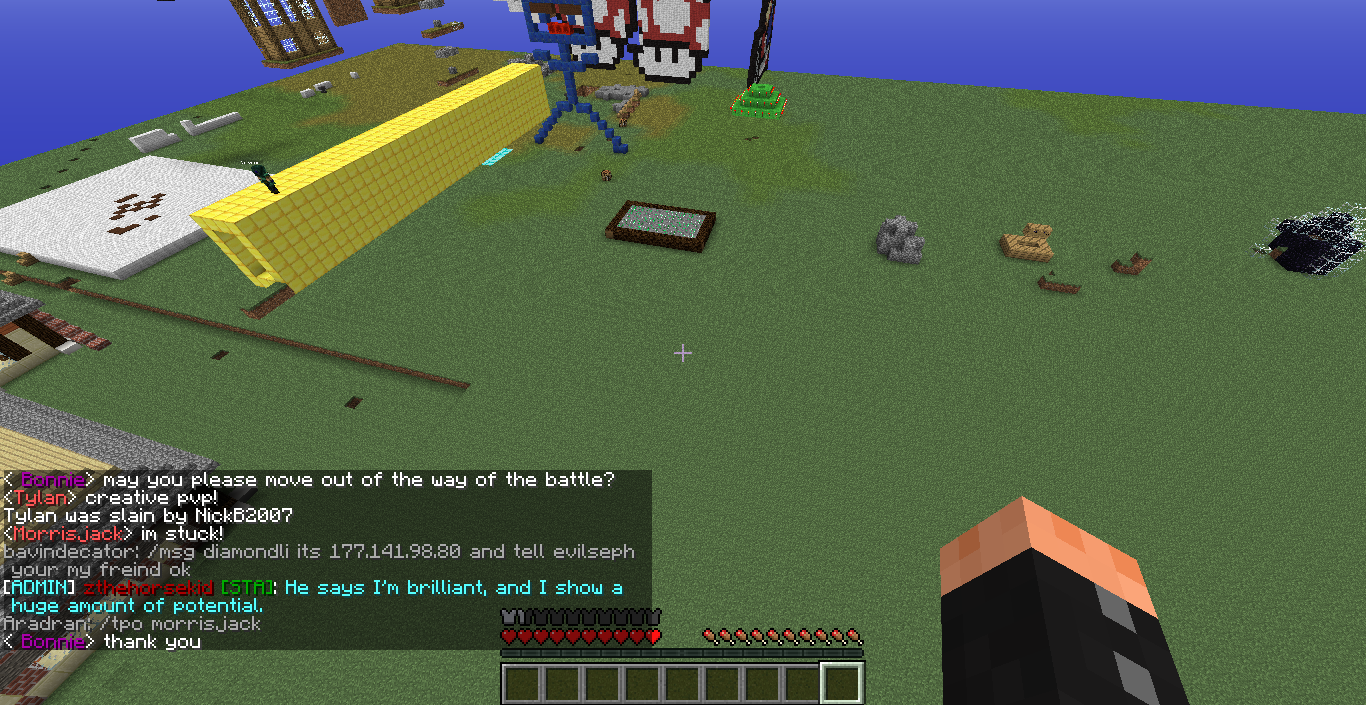 < Bonnie> may you please move out of the way of the battle?
<Tylan> creative pvp!
Tylan was slain by NickB2007
<Morrisjack> im stuck!
bavindecator: /msg diamondli its 177.141.98.80 and tell evilseph
your my freind ok
[ADMIN] zthehorsekid [STA]: He says I'm brilliant, and I show a
huge amount of potential.
Aradran: /tpo morrisjack
< Bonnie> thank you